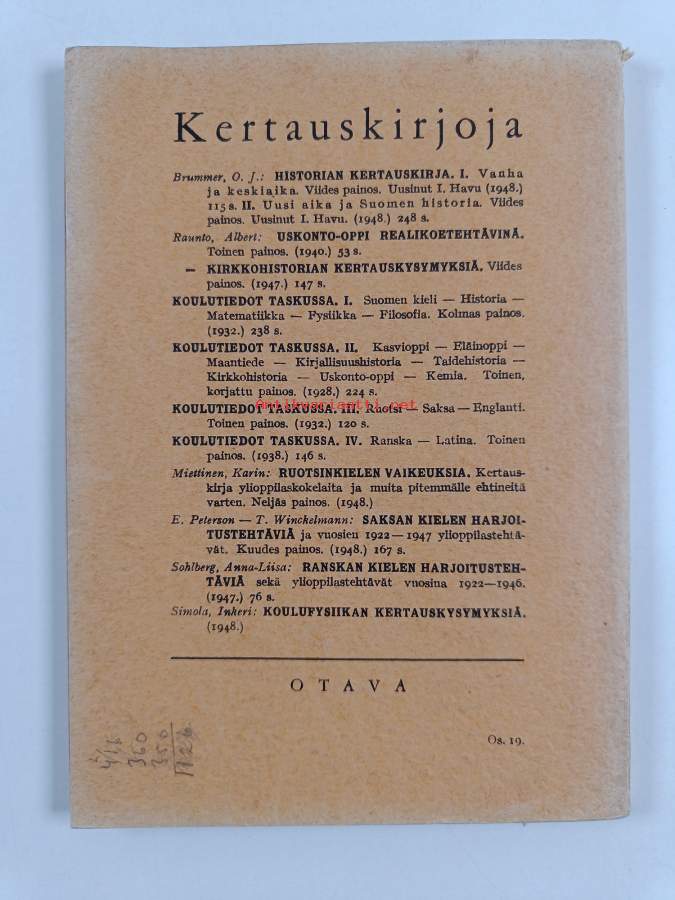 Kertauskirjoja
Brummer, O. J.: HISTORIAN KERTAUSKIRJA. I. Vanha
ja keskiaika. Viides painos. Uusinut I. Havu (1948.)
115 s. II. Uusi aika ja Suomen historia. Viides
painos. Uusinut I. Havu. (1948.) 248 s.
Raunto, Albert: USKONTO-OPPI REALIKOETEHTÄVINÄ.
Toinen painos. (1940.) 53 s.
— KIRKKOHISTORIAN KERTAUSKYSYMYKSIÄ. Viides
painos. (1947.) 147 s.
KOULUTIEDOT TASKUSSA. I. Suomen kieli — Historia —
Matematiikka — Fysiikka — Filosofia. Kolmas painos.
(1932.) 238 s.
KOULUTIEDOT TASKUSSA. II. Kasvioppi — Eläinoppi —
Maantiede — Kirjallisuushistoria — Taidehistoria —
Kirkkohistoria — Uskonto-oppi — Kemia. Toinen,
korjattu painos. (1928.) 224 s.
Antikvariaatti.net
KOULUTIEDOT TASKUSSA. III. Ruotsi — Saksa — Englanti.
Toinen painos. (1932.) 120 s.
KOULUTIEDOT TASKUSSA. IV. Ranska — Latina. Toinen
painos. (1938.) 146 s.
Miettinen, Karin: RUOTSINKIELEN VAIKEUKSIA. Kertaus-
kirja ylioppilaskokelaita ja muita pitemmälle ehtineitä
varten. Neljäs painos. (1948.)
E. Peterson — T. Winckelmann: SAKSAN KIELEN HARJOI-
TUSTEHTÄVIÄ ja vuosien 1922—1947 ylioppilastehtä-
vät. Kuudes painos. (1948.) 167 s.
Sohlberg, Anna-Liisa: RANSKAN KIELEN HARJOITUSTEH-
TÄVIÄ sekä ylioppilastehtävät vuosina 1922—1946.
(1947.) 76 s.
Simola, Inkeri: KOULUFYSIIKAN KERTAUSKYSYMYKSIÄ.
(1948.)
OTAVA
Os. 19.
360
350